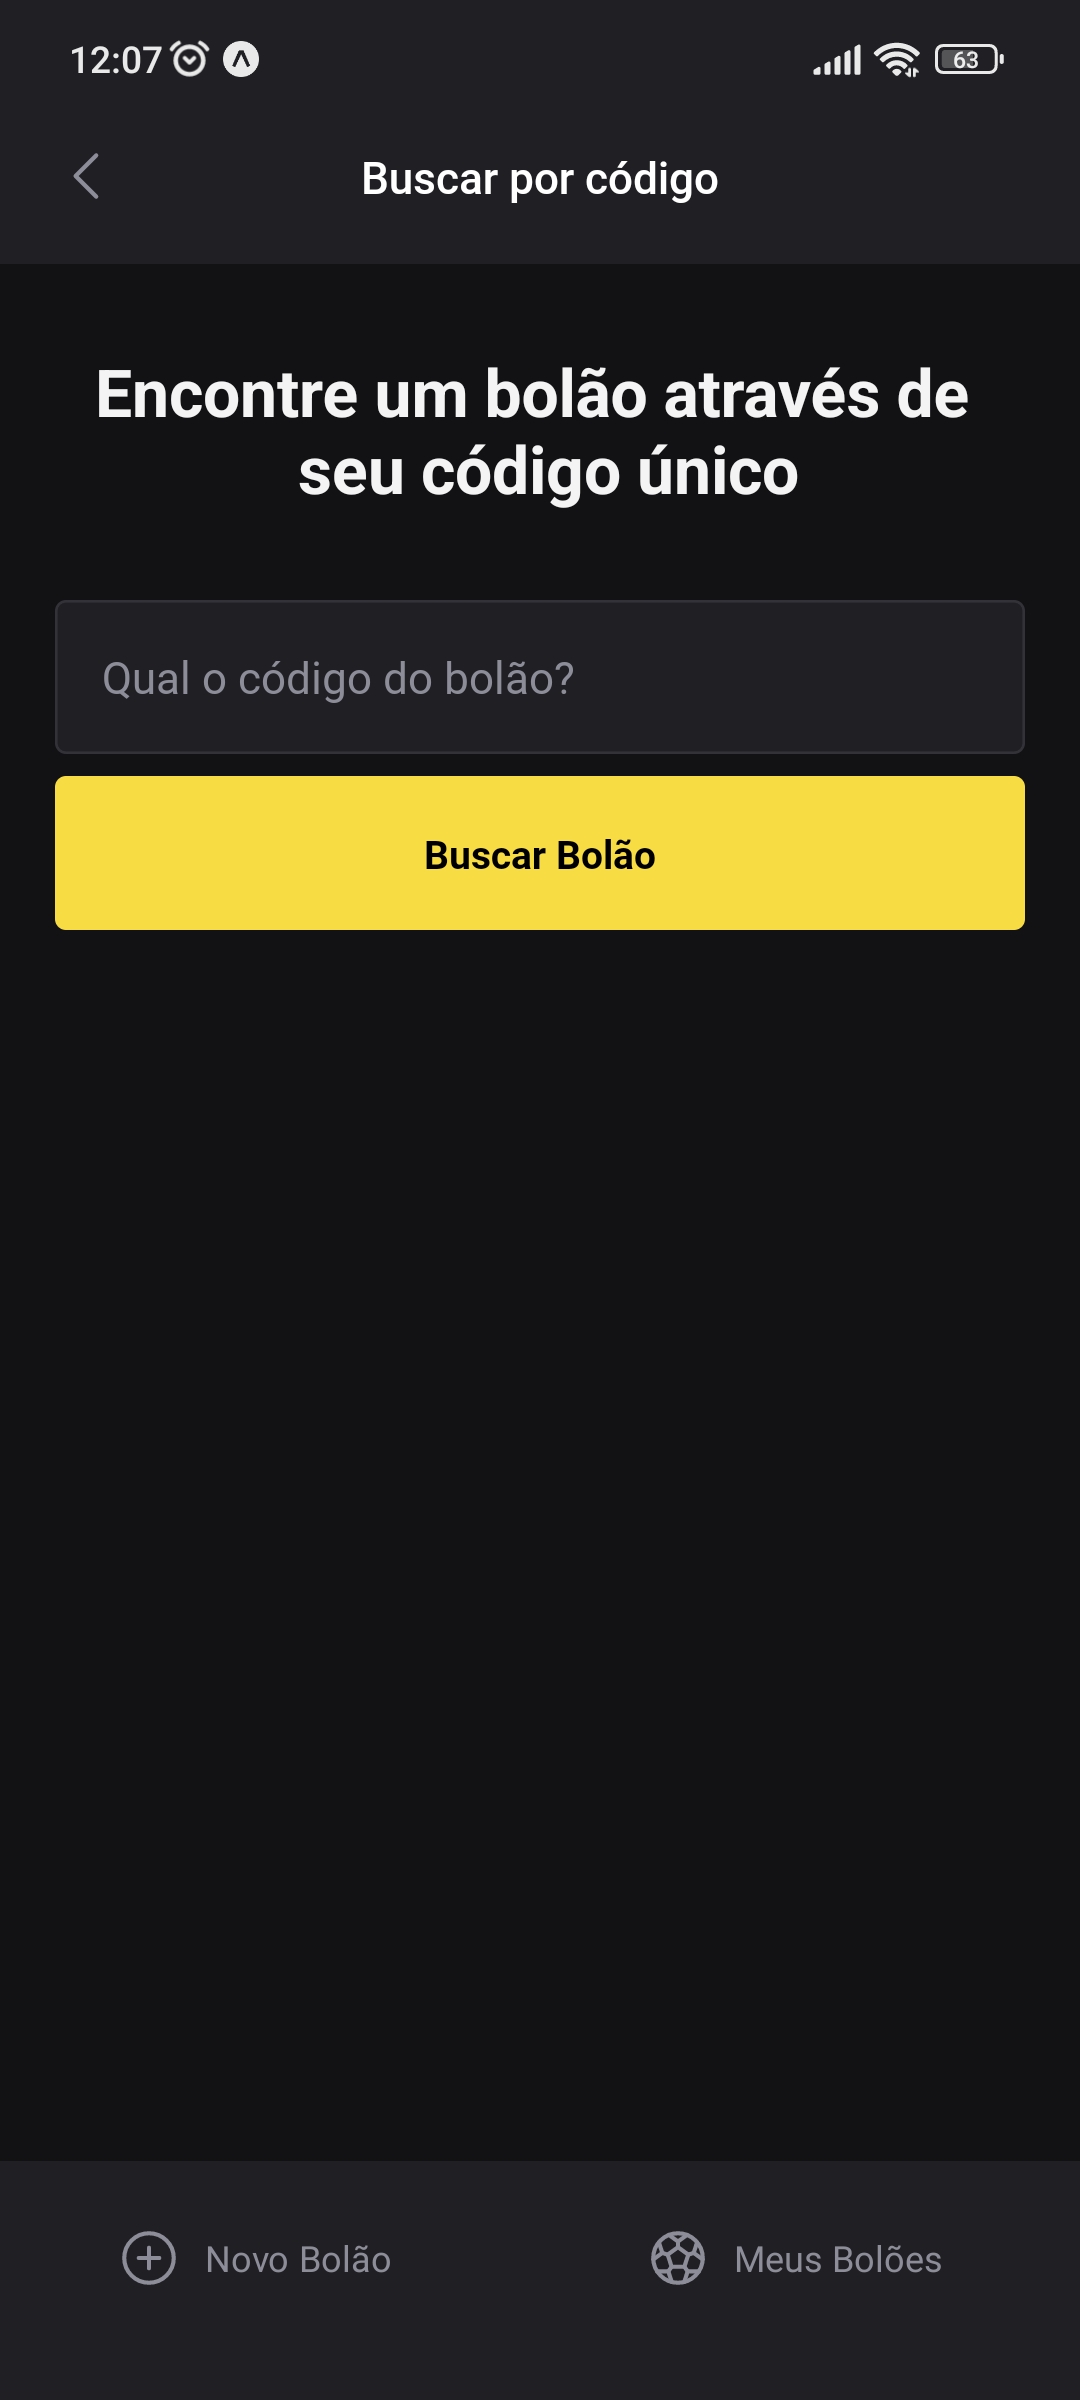 12:07
63
Buscar por código
Encontre um bolão através de
seu código único
Qual o código do bolão?
Buscar Bolão
Novo Bolão
Meus Bolões